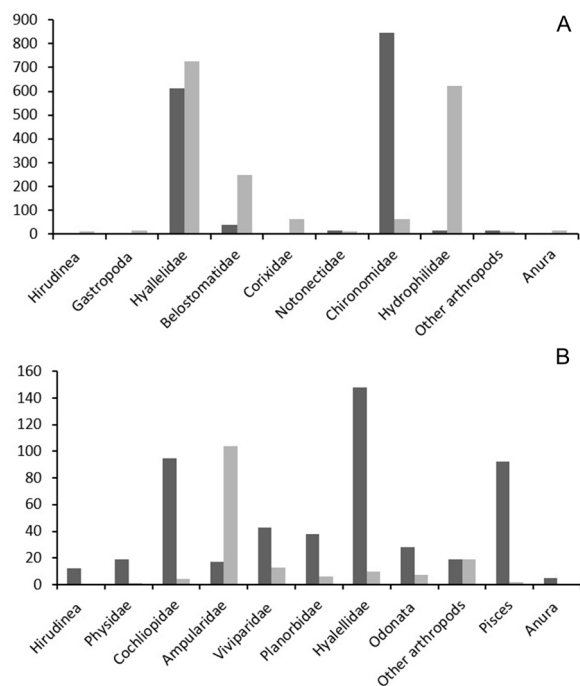 A
900
800
700
600
500
400
300
200
100
0
Hirudinea
Gastropoda
Hyallelidae
Belostomatidae
Corixidae
Notonectidae
Chironomidae
Hydrophilidae
Other arthropods
Anura
B
160
140
120
100
80
60
40
20
0
Hirudinea
Physidae
Cochliopidae
Ampularidae
Viviparidae
Planorbidae
Hyalellidae
Odonata
Other arthropods
Pisces
Anura